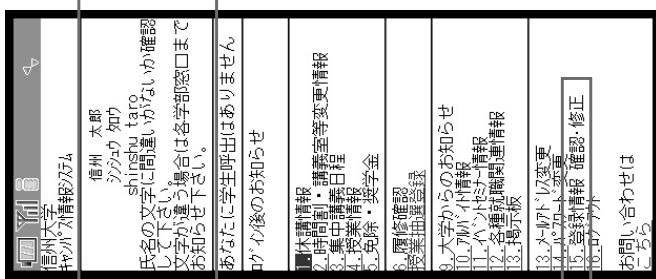 信州大学
ｷｬﾝﾊﾟｽ情報ｼｽﾃﾑ
信州 太郎
ｼﾝｼｭｳ ﾀﾛｳ
shinshu taro
氏名の文字に間違いがないか確認
して下さい。
文字が違う場合は各学部窓口まで
お知らせ下さい。
あなたに学生呼出はありません
ﾛｸﾞｲﾝ後のお知らせ
1.休講情報
2.時間割・講義室等変更情報
3.集中講義日程
4.授業情報
5.免除・奨学金
6.履修確認
授業抽選登録
9.大学からのお知らせ
10.ｱﾙﾊﾞｲﾄ情報
11.ｲﾍﾞﾝﾄｾﾐﾅｰ情報
12.各種就職関連情報
13.掲示板
13.ﾒｰﾙｱﾄﾞﾚｽ変更
14.ﾊﾟｽﾜｰﾄﾞ変更
15.登録情報 確認・修正
16.ﾛｸﾞｱｳﾄ
お問い合わせは
こちら